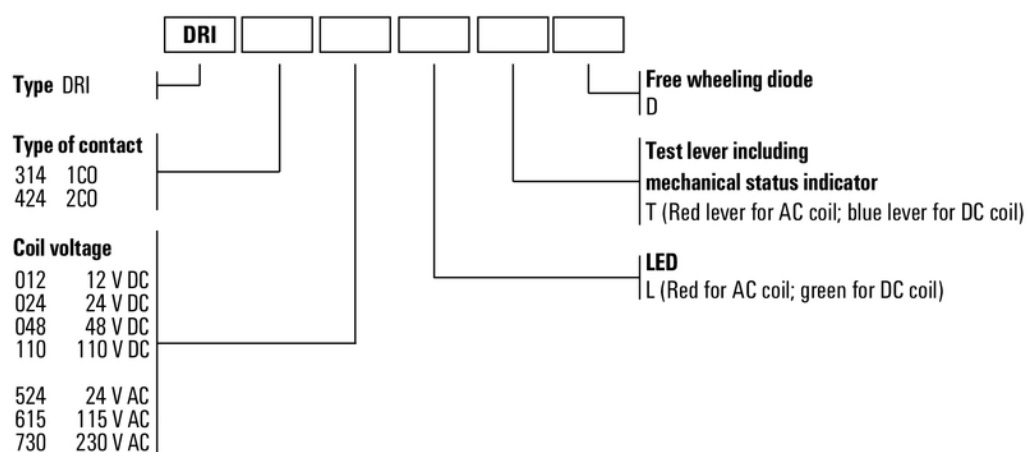 DRI
Type DRI
Type of contact
314 1CO
424 2CO
Coil voltage
012 12 V DC
024 24 V DC
048 48 V DC
110 110 V DC
524 24 V AC
615 115 V AC
730 230 V AC
Free wheeling diode
D
Test lever including
mechanical status indicator
T (Red lever for AC coil; blue lever for DC coil)
LED
L (Red for AC coil; green for DC coil)